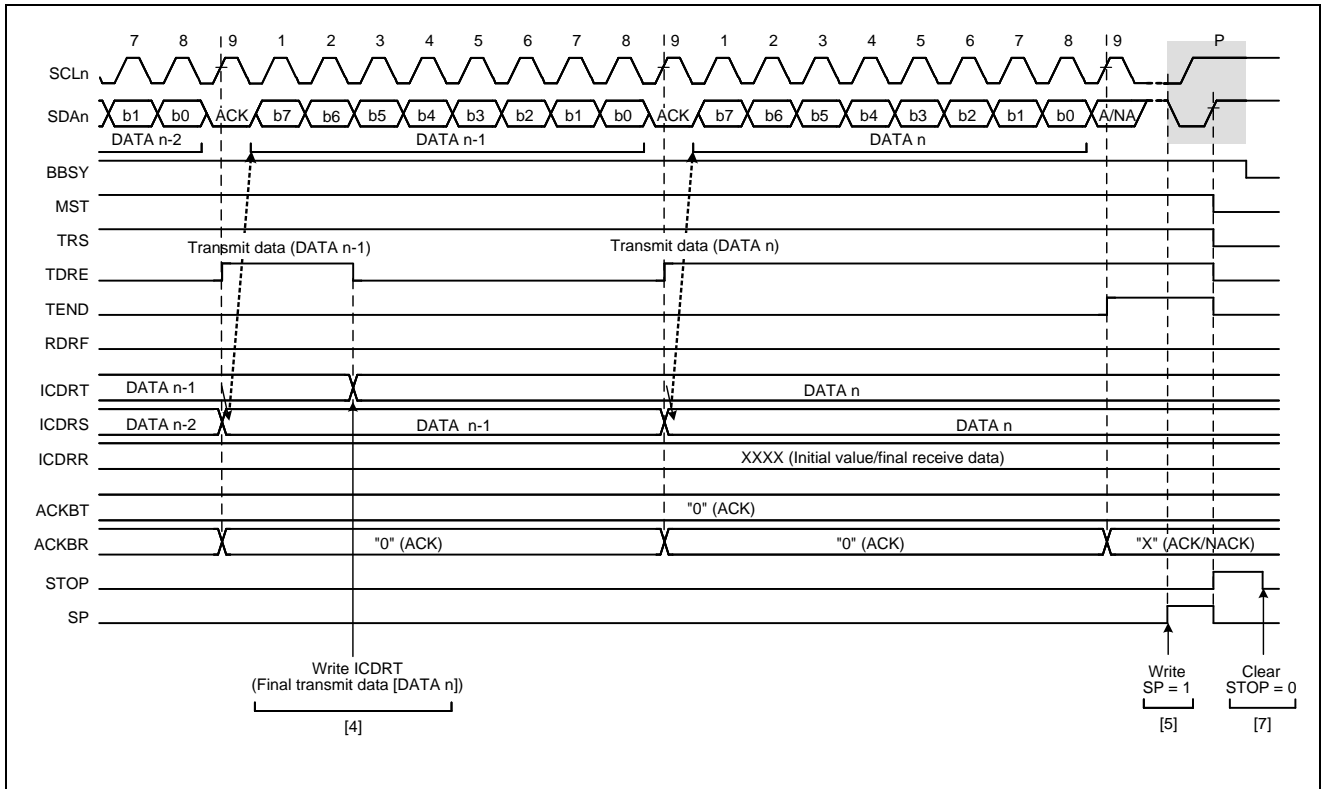 7 8 9 1 2 3 4 5 6 7 8 9 1 2 3 4 5 6 7 8 9 P
SCLn
SDAn b1 b0 ACK b7 b6 b5 b4 b3 b2 b1 b0 ACK b7 b6 b5 b4 b3 b2 b1 b0 A/NA
DATA n-2 DATA n-1 DATA n
BBSY
MST
TRS
Transmit data (DATA n-1) Transmit data (DATA n)
TDRE
TEND
RDRF
ICDRT DATA n-1 DATA n
ICDRS DATA n-2 DATA n-1 DATA n
ICDRR XXXX (Initial value/final receive data)
ACKBT "0" (ACK)
ACKBR "0" (ACK) "0" (ACK) "X" (ACK/NACK)
STOP
SP
Write ICDRT Write Clear
(Final transmit data [DATA n]) SP = 1 STOP = 0
[4] [5] [7]